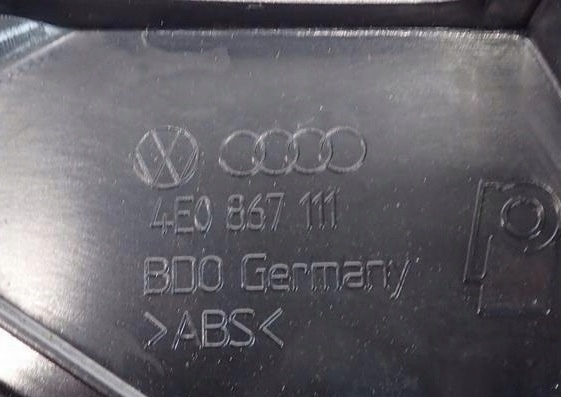 4E0 867 111
BDO Germany
>ABS<